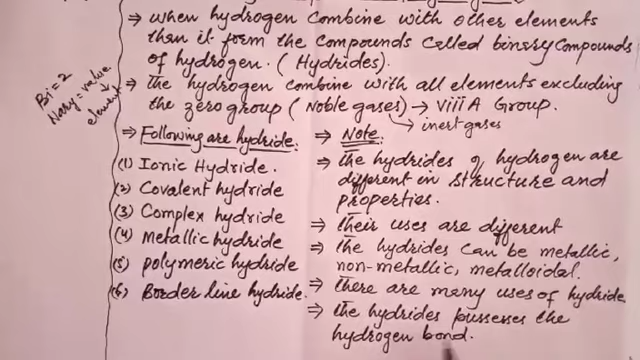 ⇒ when hydrogen combine with other elements
then it form the compounds called binary compounds
of hydrogen. (Hydrides).
Bi = 2
Nary = value
↓
element
⇒ The hydrogen combine with all elements excluding
the zero group (Noble gases) → VIII A Group.
↳ inert gases
⇒ Following are hydride:
(1) Ionic Hydride.
(2) Covalent hydride
(3) Complex hydride
(4) Metallic hydride
(5) polymeric hydride
(6) Border line hydride.
⇒ Note:
⇒ The hydrides of hydrogen are
different in structure and
properties.
⇒ Their uses are different
⇒ The hydrides can be metallic,
non-metallic, metalloidal.
⇒ There are many uses of hydride
⇒ The hydrides possesses the
hydrogen bond.